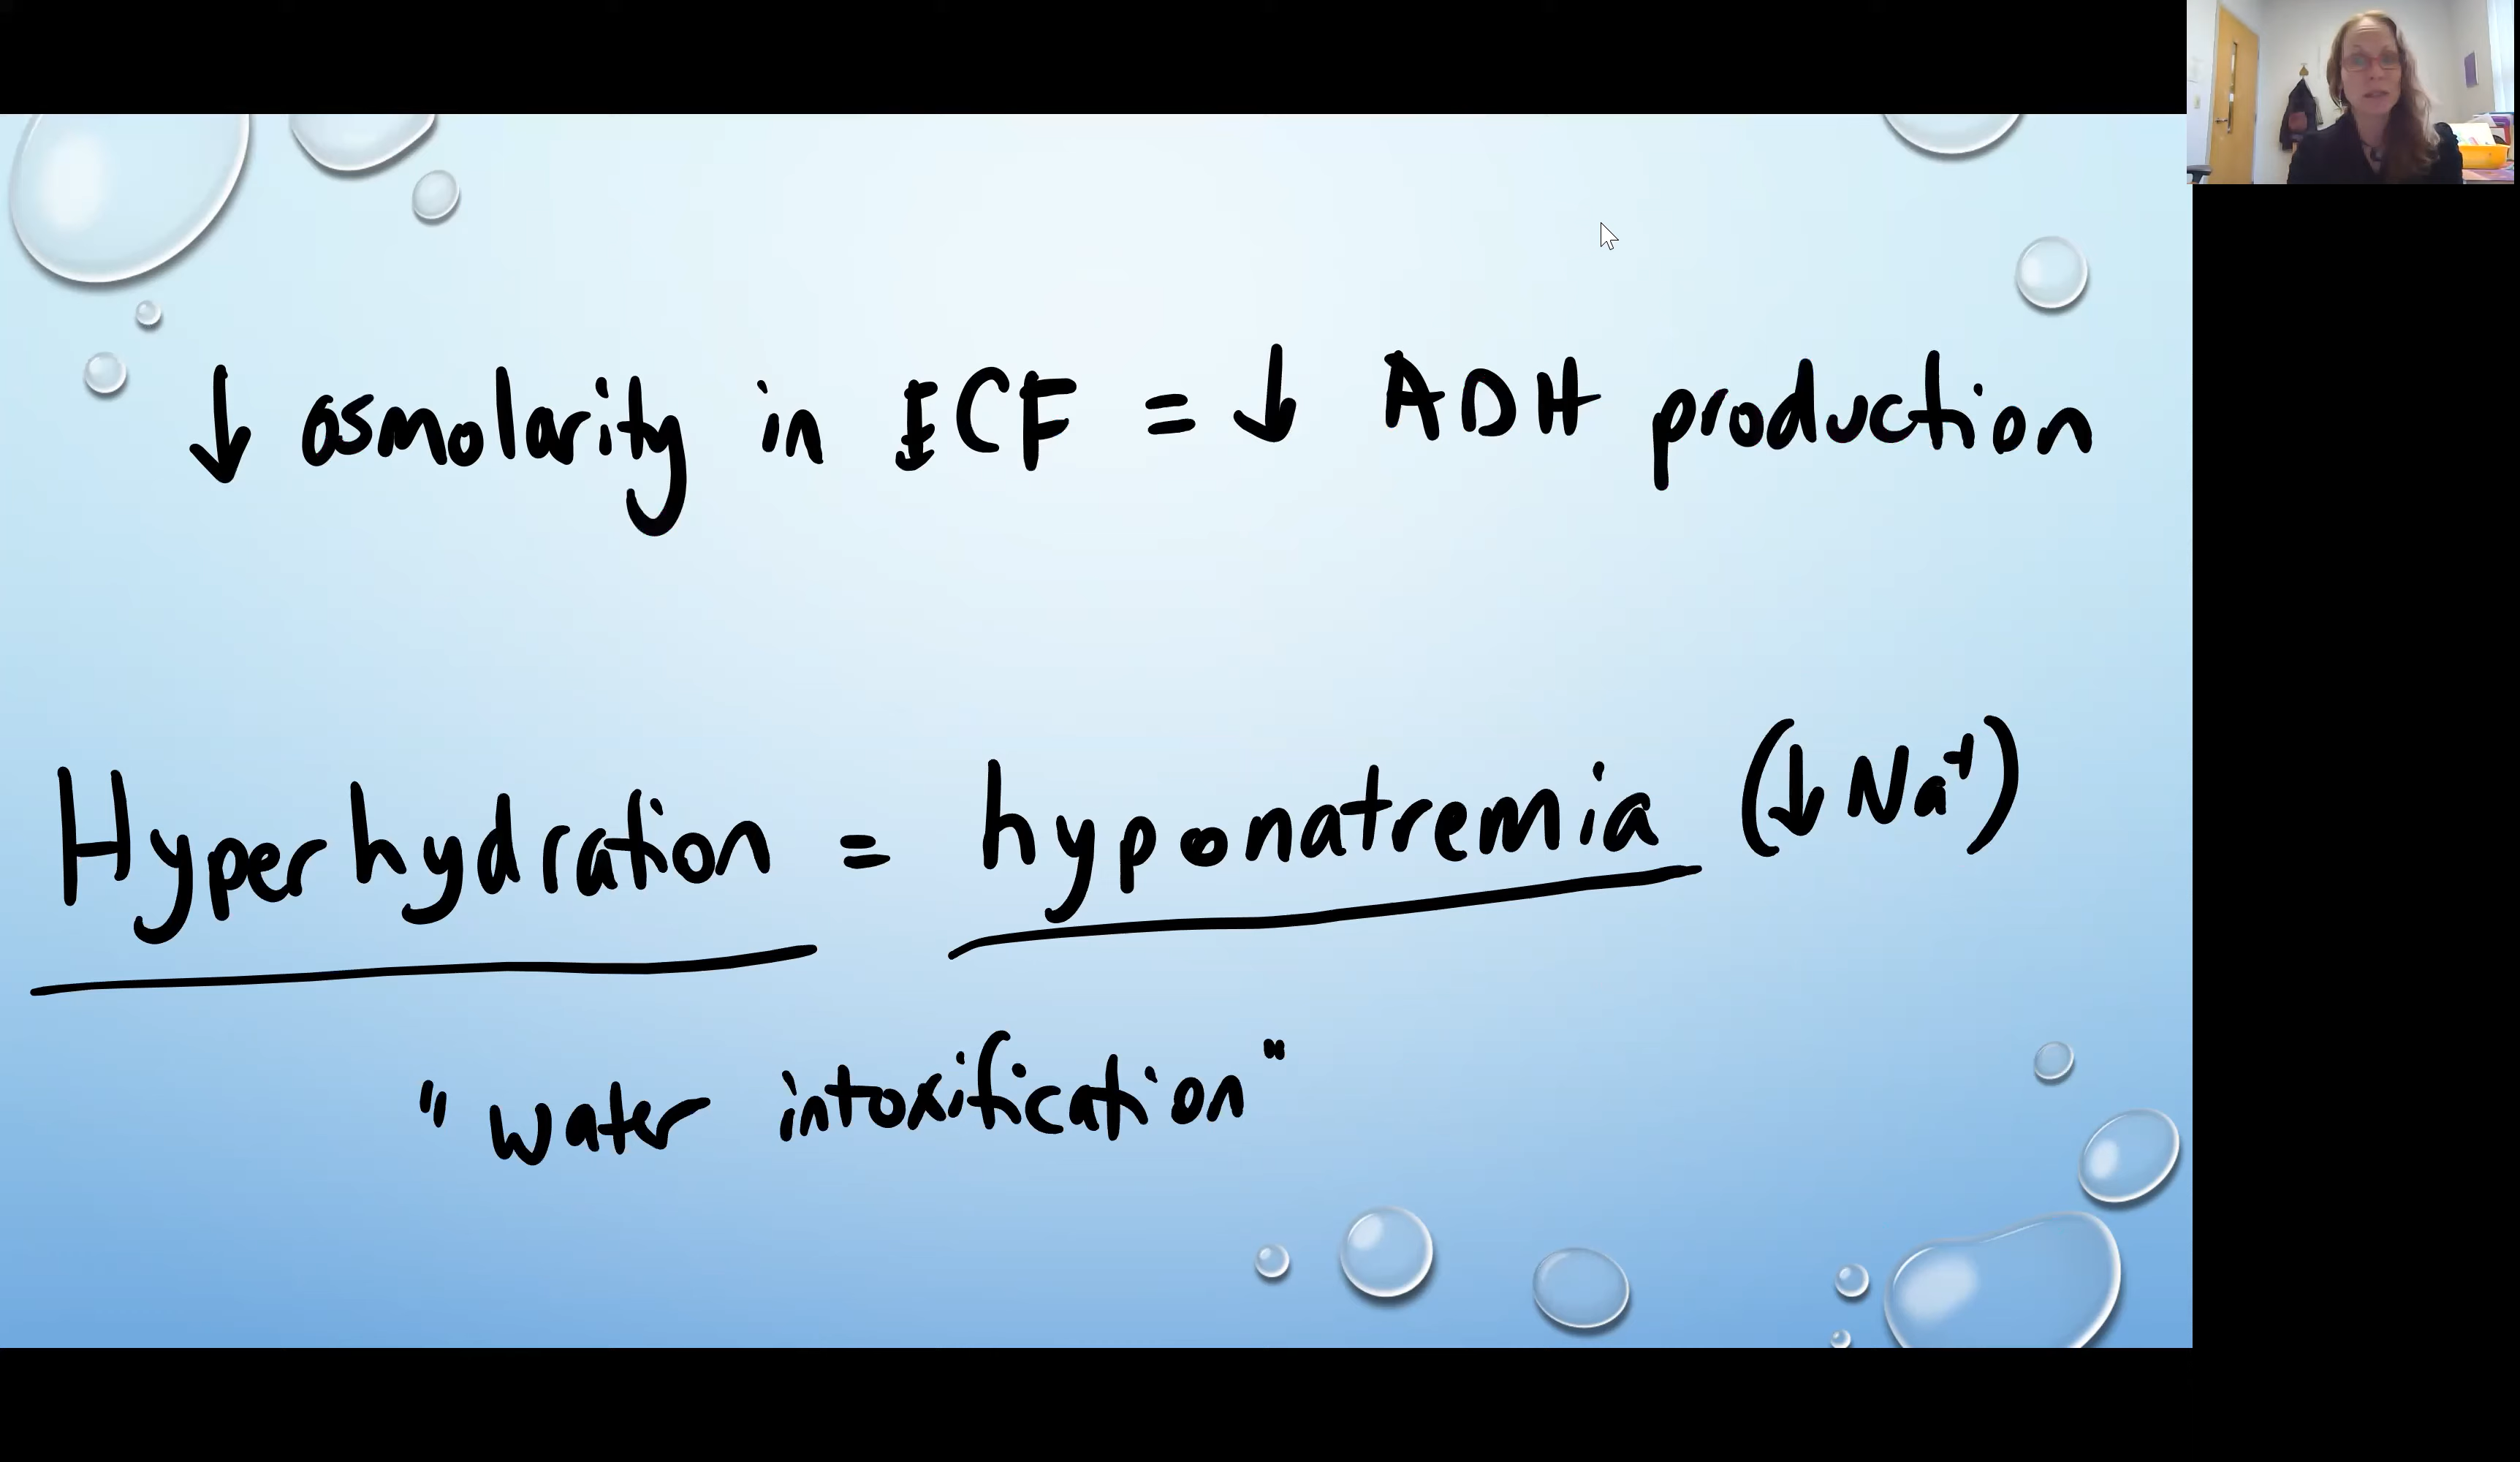 ↓ osmolarity in ECF = ↓ ADH production
Hyperhydration = hyponatremia (↓ Na⁺)
"water intoxification"